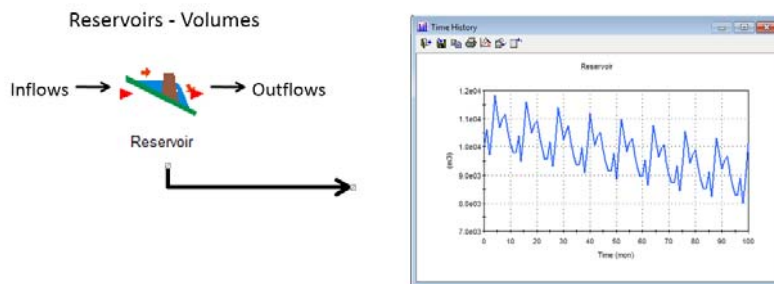 Reservoirs - Volumes
Inflows
Outflows
Reservoir
Time History
Reservoir
1.2e04
1.1e04
1.0e04
9.0e03
8.0e03
7.0e03
(m3)
0 10 20 30 40 50 60 70 80 90 100
Time (mon)